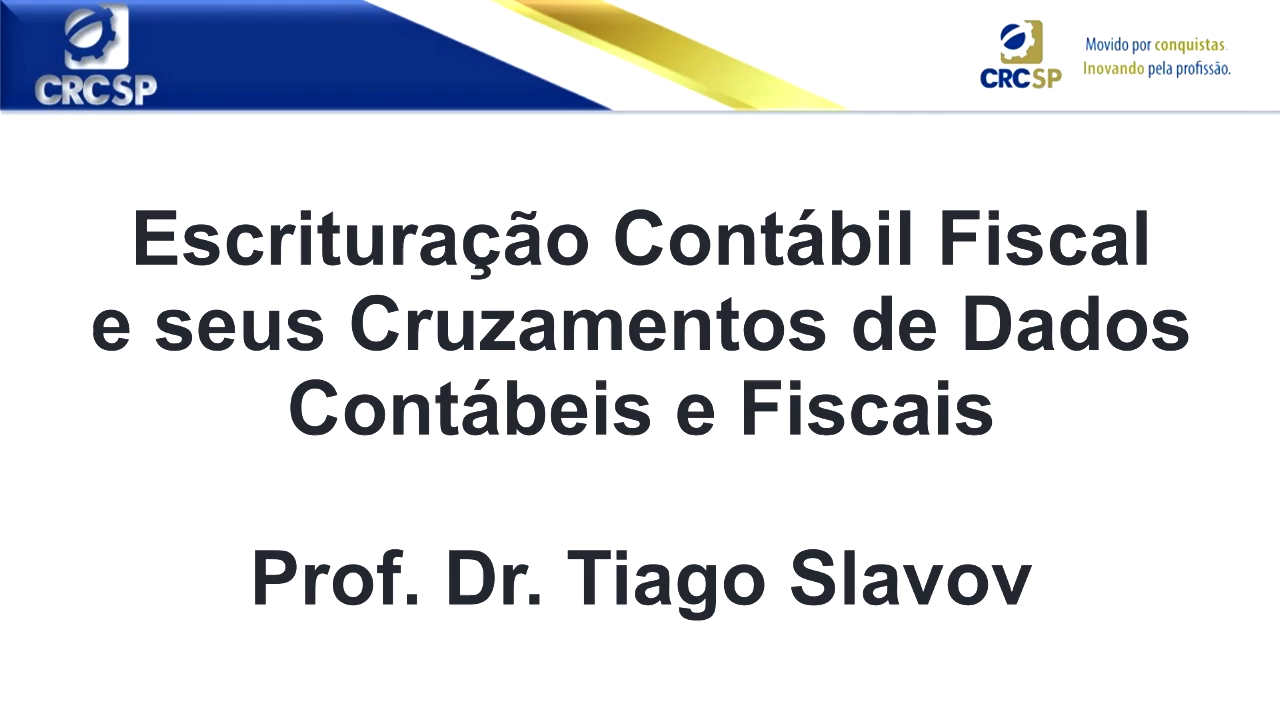 CRCSP
CRCSP
Movido por conquistas.
Inovando pela profissão.
Escrituração Contábil Fiscal
e seus Cruzamentos de Dados
Contábeis e Fiscais
Prof. Dr. Tiago Slavov